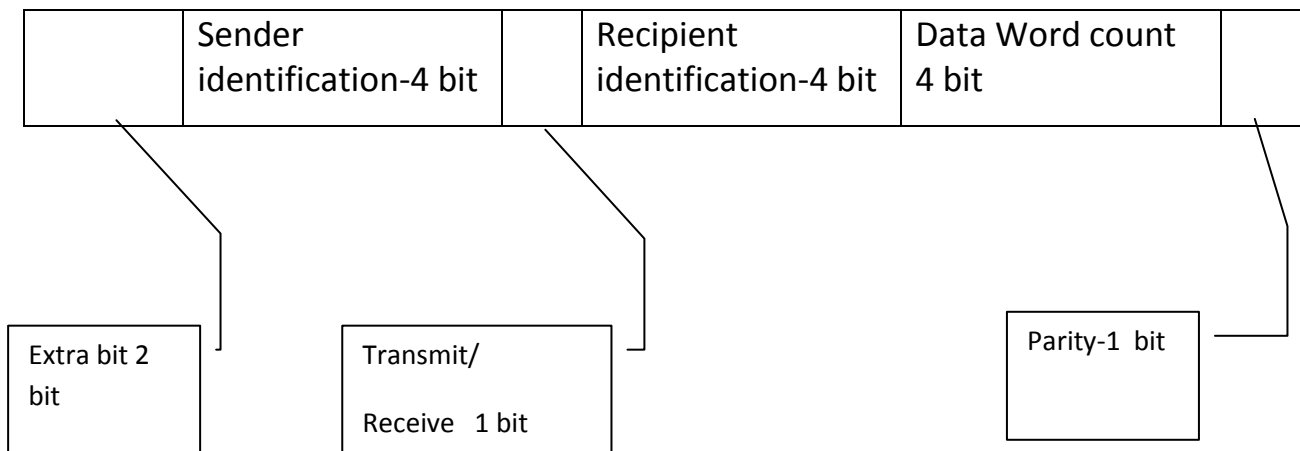 Sender
identification-4 bit
Recipient
identification-4 bit
Data Word count
4 bit
Extra bit 2
bit
Transmit/
Receive 1 bit
Parity-1 bit